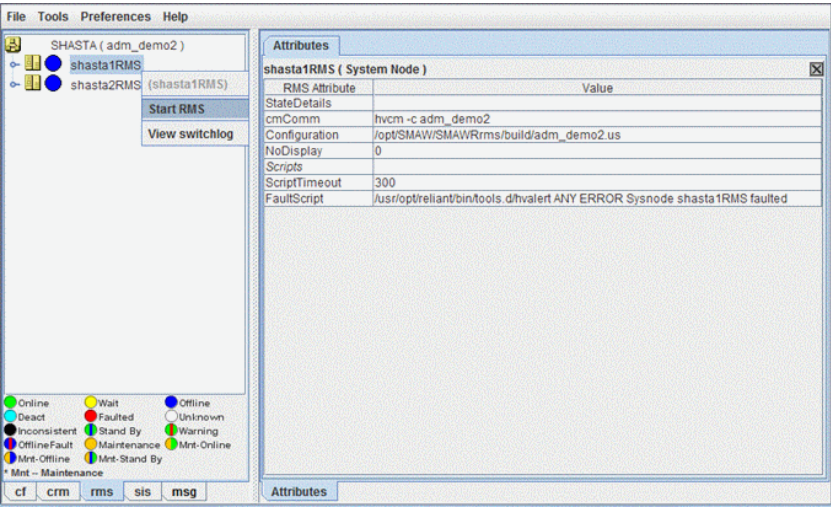 File Tools Preferences Help
SHASTA ( adm_demo2 )
shasta1RMS
shasta2RMS
(shasta1RMS)
Start RMS
View switchlog
Online Wait Offline
Deact Faulted Unknown
Inconsistent Stand By Warning
OfflineFault Maintenance Mnt-Online
Mnt-Offline Mnt-Stand By
* Mnt -- Maintenance
cf crm rms sis msg
Attributes
shasta1RMS ( System Node )
RMS Attribute Value
StateDetails
cmComm hvcm -c adm_demo2
Configuration /opt/SMAW/SMAWRrms/build/adm_demo2.us
NoDisplay 0
Scripts
ScriptTimeout 300
FaultScript /usr/opt/reliant/bin/tools.d/hvalert ANY ERROR Sysnode shasta1RMS faulted
Attributes